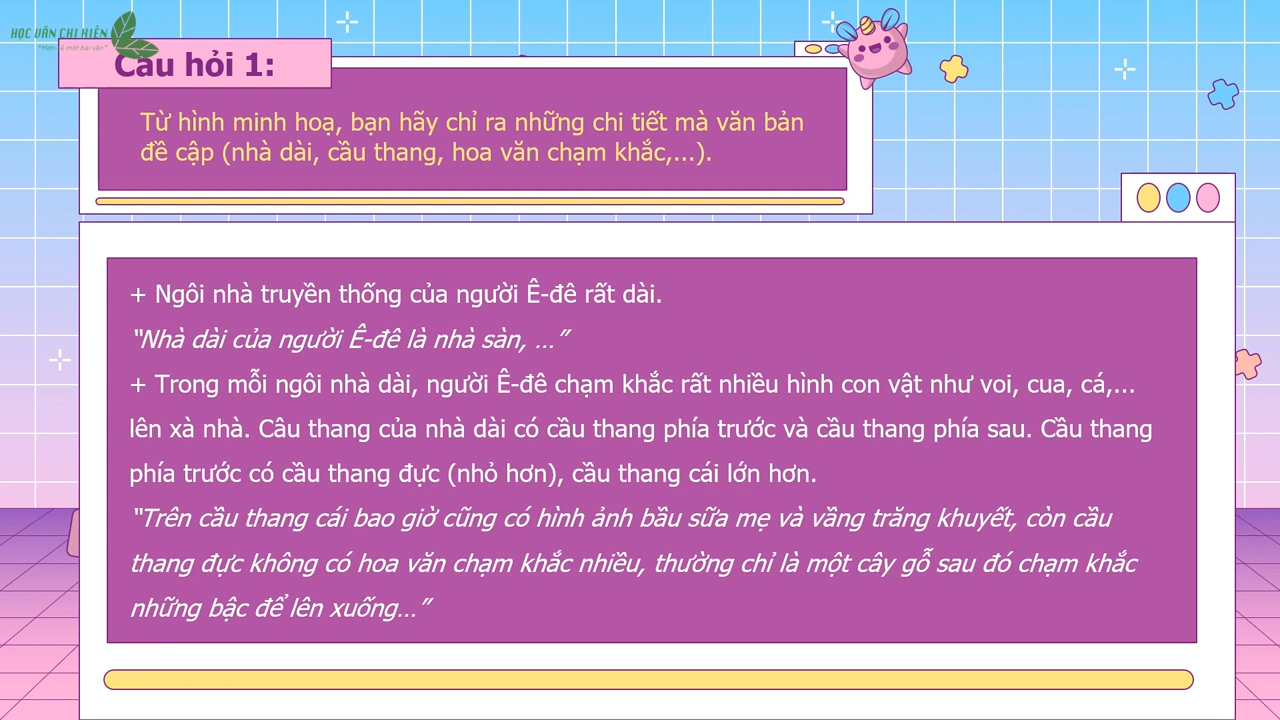 HỌC VĂN CHỊ HIÊN
"Hơn cả một bài văn"
Câu hỏi 1:
Từ hình minh hoạ, bạn hãy chỉ ra những chi tiết mà văn bản
đề cập (nhà dài, cầu thang, hoa văn chạm khắc,...).
+ Ngôi nhà truyền thống của người Ê-đê rất dài.
“Nhà dài của người Ê-đê là nhà sàn, …”
+ Trong mỗi ngôi nhà dài, người Ê-đê chạm khắc rất nhiều hình con vật như voi, cua, cá,...
lên xà nhà. Câu thang của nhà dài có cầu thang phía trước và cầu thang phía sau. Cầu thang
phía trước có cầu thang đực (nhỏ hơn), cầu thang cái lớn hơn.
“Trên cầu thang cái bao giờ cũng có hình ảnh bầu sữa mẹ và vầng trăng khuyết, còn cầu
thang đực không có hoa văn chạm khắc nhiều, thường chỉ là một cây gỗ sau đó chạm khắc
những bậc để lên xuống…”